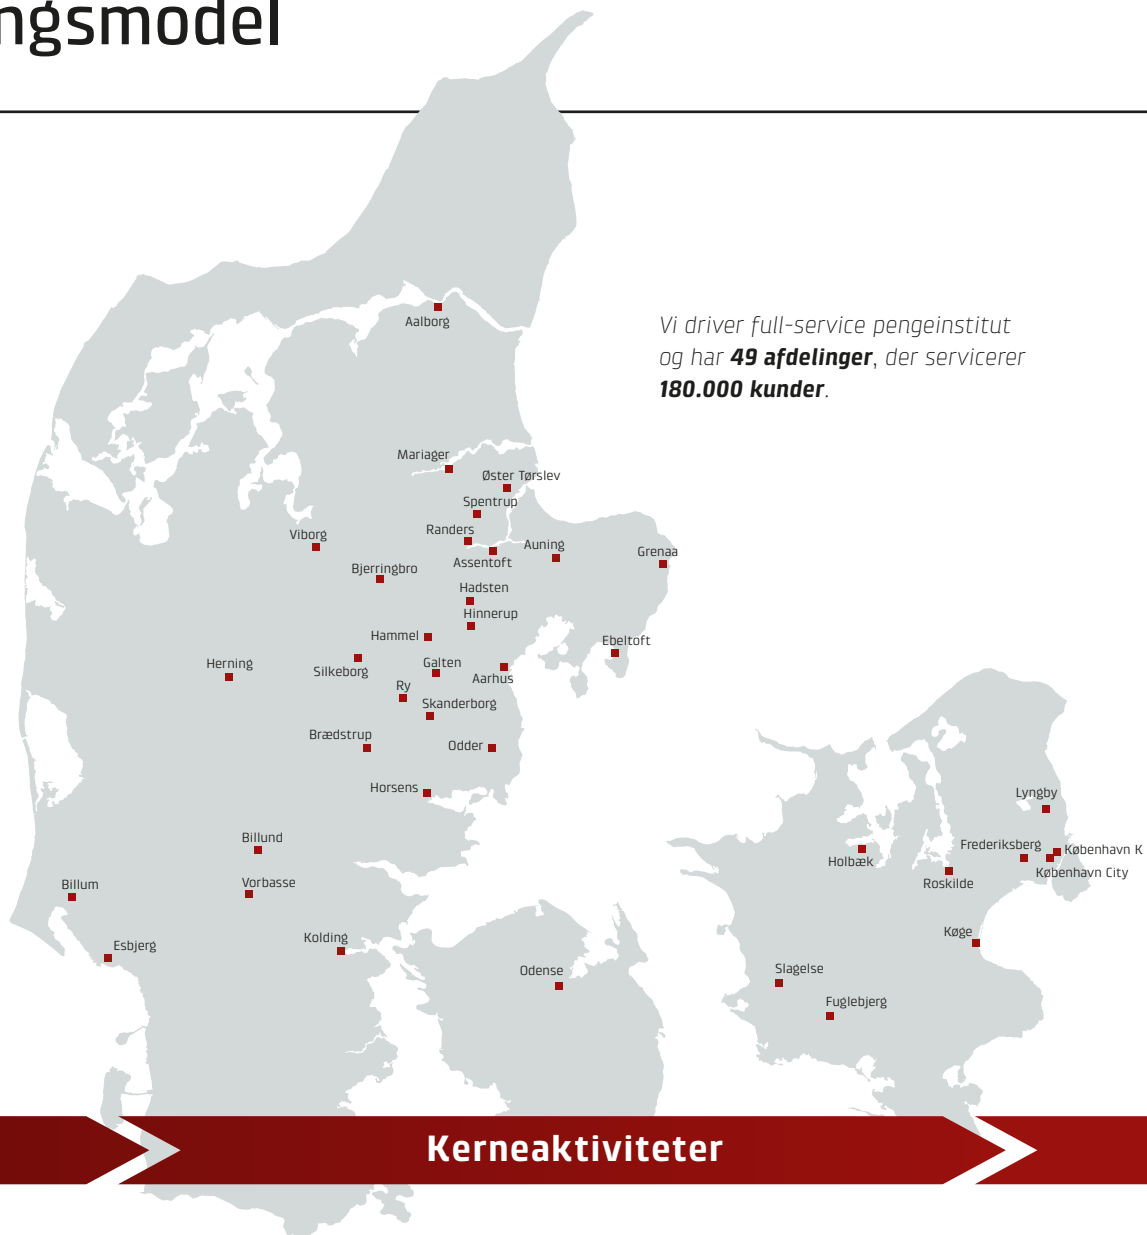 ngsmodel
Aalborg
Vi driver full-service pengeinstitut
og har 49 afdelinger, der servicerer
180.000 kunder.
Mariager
Øster Tørslev
Spentrup
Randers
Viborg
Auning
Grenaa
Assentoft
Bjerringbro
Hadsten
Hinnerup
Hammel
Ebeltoft
Herning
Galten
Silkeborg
Aarhus
Ry
Skanderborg
Brædstrup
Odder
Horsens
Lyngby
Billund
Frederiksberg
København K
Holbæk
København City
Billum
Vorbasse
Roskilde
Køge
Kolding
Esbjerg
Slagelse
Odense
Fuglebjerg
Kerneaktiviteter